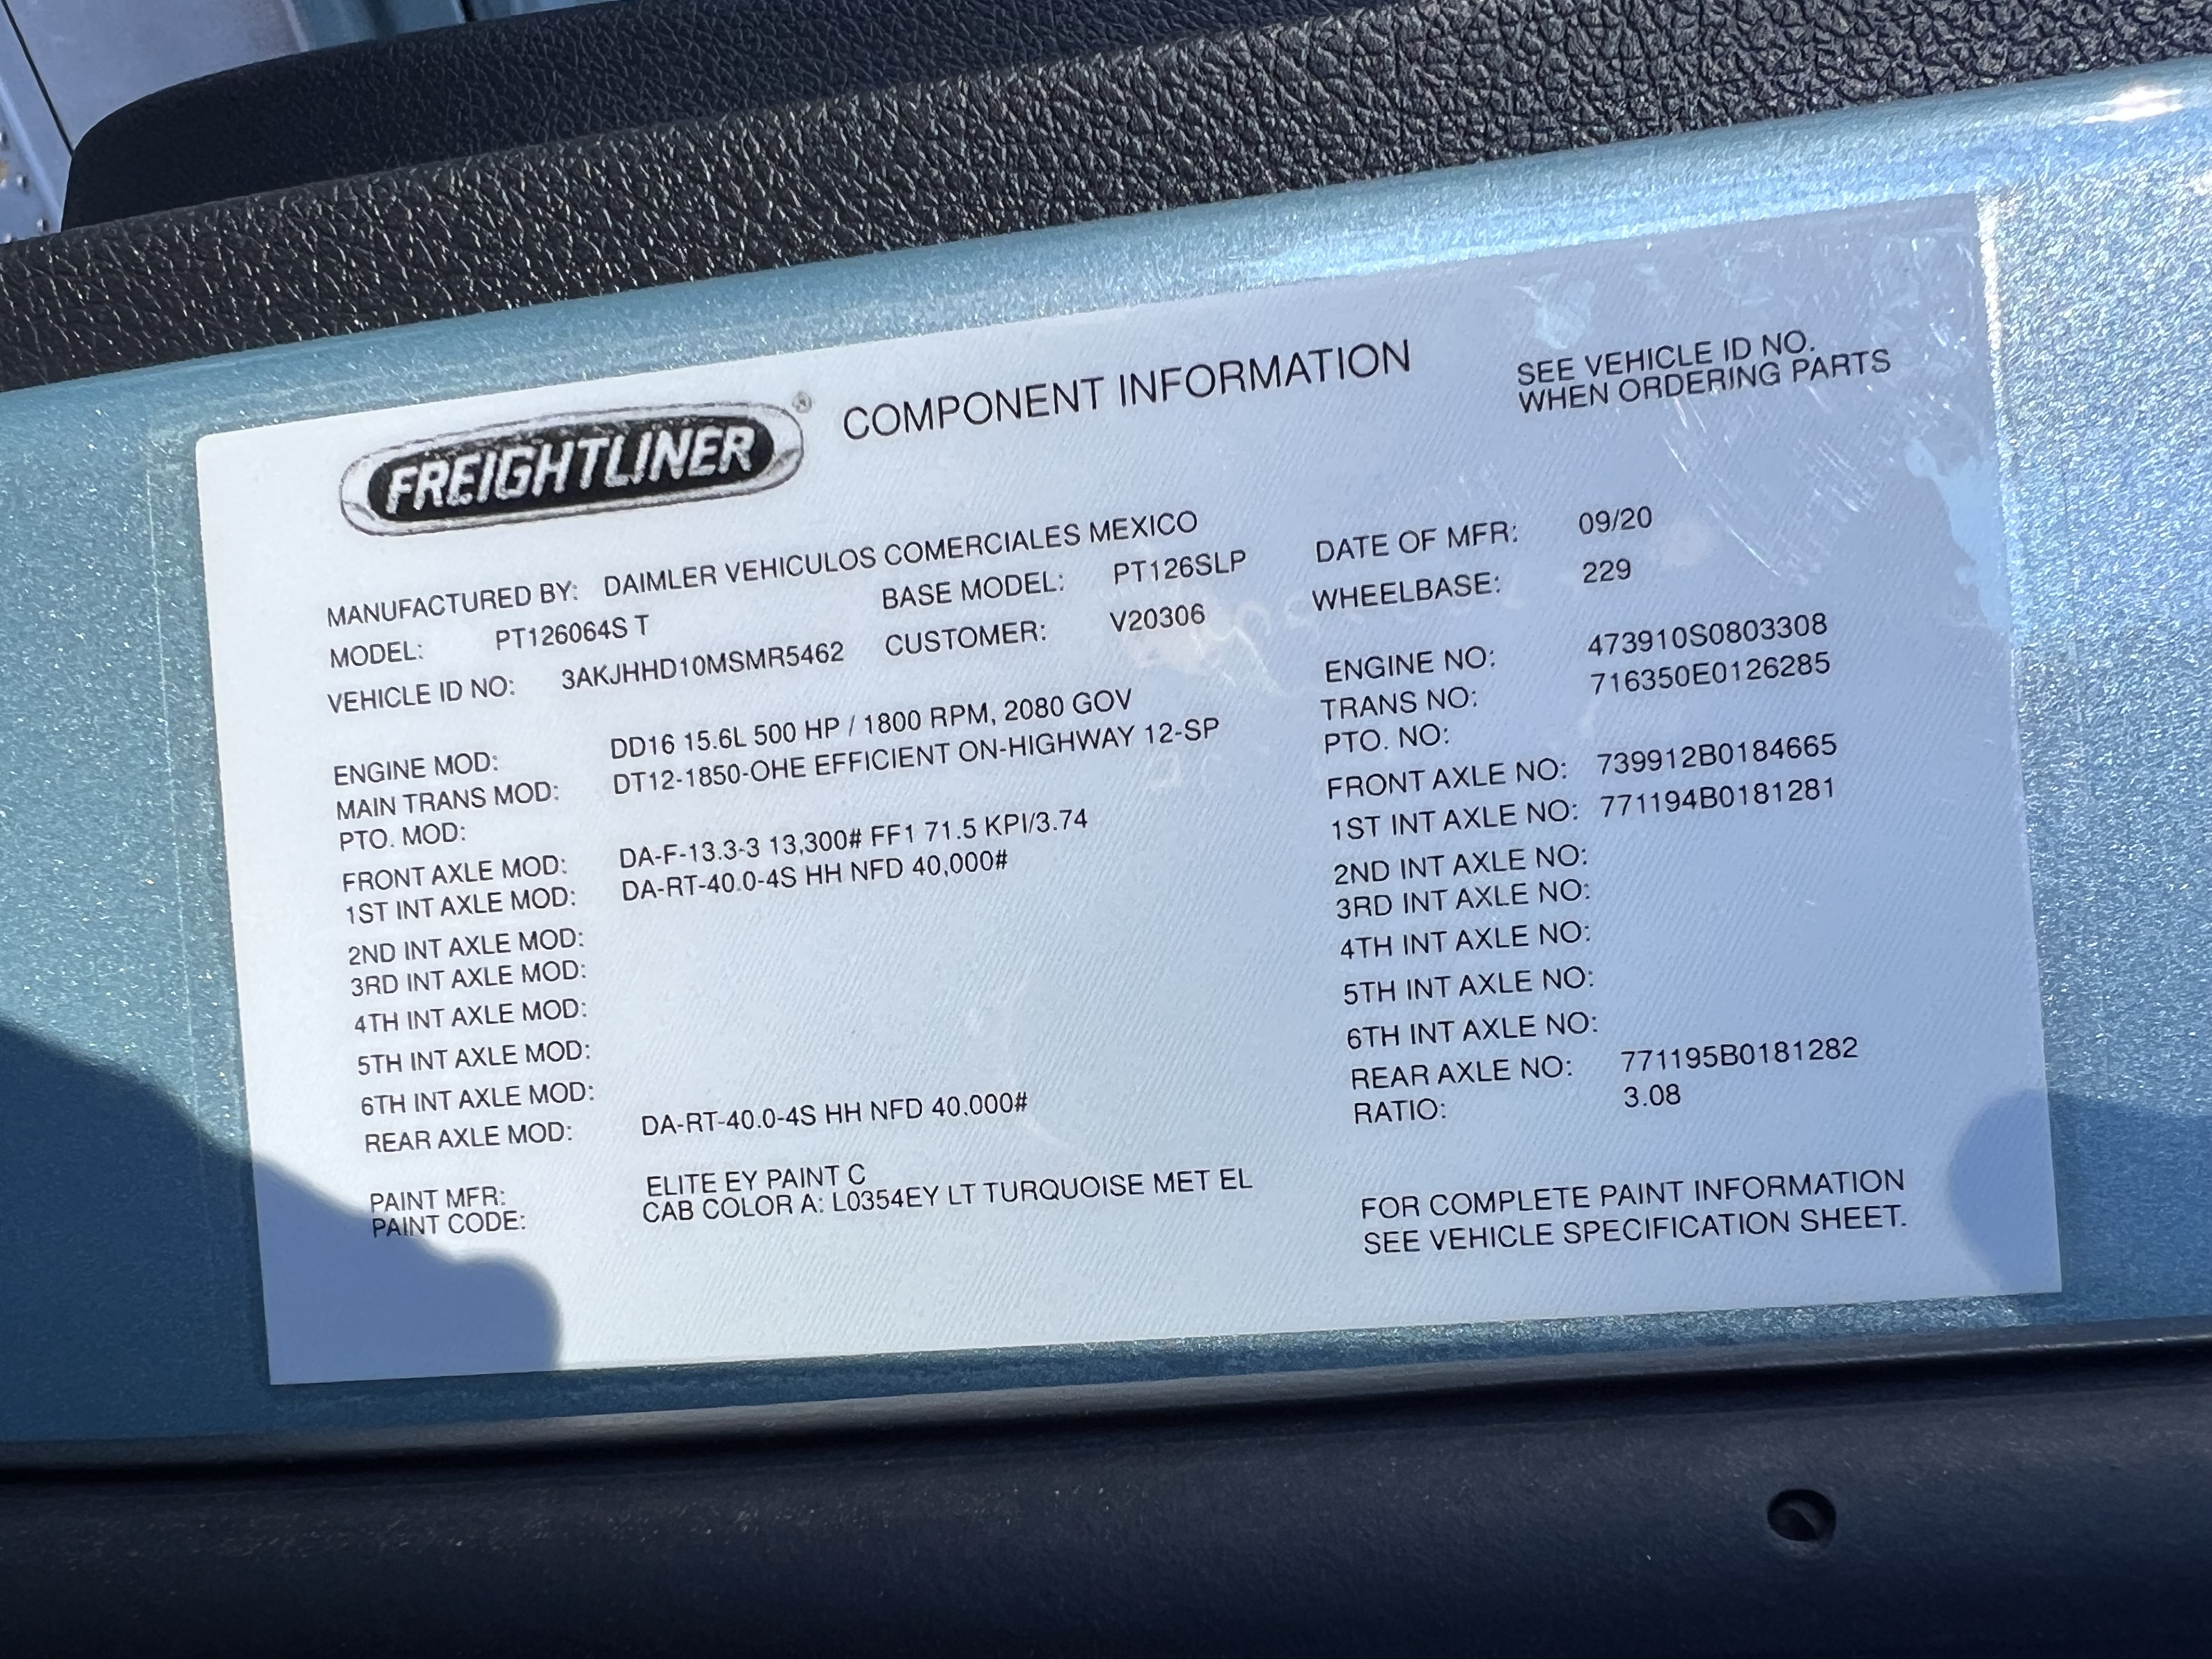 FREIGHTLINER ® COMPONENT INFORMATION
SEE VEHICLE ID NO.
WHEN ORDERING PARTS
MANUFACTURED BY: DAIMLER VEHICULOS COMERCIALES MEXICO
MODEL: PT126064S T BASE MODEL: PT126SLP
VEHICLE ID NO: 3AKJHHD10MSMR5462 CUSTOMER: V20306
DATE OF MFR: 09/20
WHEELBASE: 229
ENGINE MOD: DD16 15.6L 500 HP / 1800 RPM, 2080 GOV
MAIN TRANS MOD: DT12-1850-OHE EFFICIENT ON-HIGHWAY 12-SP
PTO. MOD:
FRONT AXLE MOD: DA-F-13.3-3 13,300# FF1 71.5 KPI/3.74
1ST INT AXLE MOD: DA-RT-40.0-4S HH NFD 40,000#
2ND INT AXLE MOD:
3RD INT AXLE MOD:
4TH INT AXLE MOD:
5TH INT AXLE MOD:
6TH INT AXLE MOD:
REAR AXLE MOD: DA-RT-40.0-4S HH NFD 40,000#
ENGINE NO: 473910S0803308
TRANS NO: 716350E0126285
PTO. NO:
FRONT AXLE NO: 739912B0184665
1ST INT AXLE NO: 771194B0181281
2ND INT AXLE NO:
3RD INT AXLE NO:
4TH INT AXLE NO:
5TH INT AXLE NO:
6TH INT AXLE NO:
REAR AXLE NO: 771195B0181282
RATIO: 3.08
PAINT MFR: ELITE EY PAINT C
PAINT CODE: CAB COLOR A: L0354EY LT TURQUOISE MET EL
FOR COMPLETE PAINT INFORMATION
SEE VEHICLE SPECIFICATION SHEET.